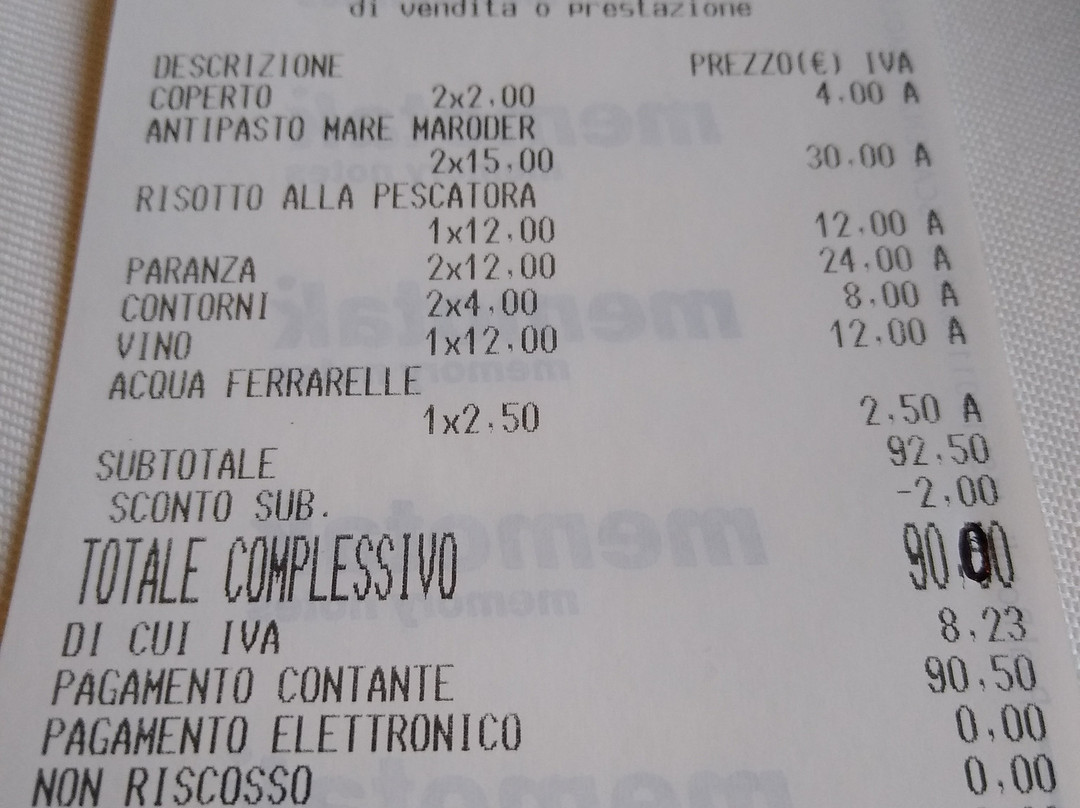 di vendita o prestazione
DESCRIZIONE PREZZO(€) IVA
COPERTO 2x2,00 4.00 A
ANTIPASTO MARE MARODER
2x15,00 30.00 A
RISOTTO ALLA PESCATORA
1x12,00 12,00 A
PARANZA 2x12,00 24,00 A
CONTORNI 2x4,00 8,00 A
VINO 1x12,00 12,00 A
ACQUA FERRARELLE
1x2,50 2,50 A
SUBTOTALE 92,50
SCONTO SUB. -2,00
TOTALE COMPLESSIVO 90,00
DI CUI IVA 8,23
PAGAMENTO CONTANTE 90,50
PAGAMENTO ELETTRONICO 0,00
NON RISCOSSO 0,00